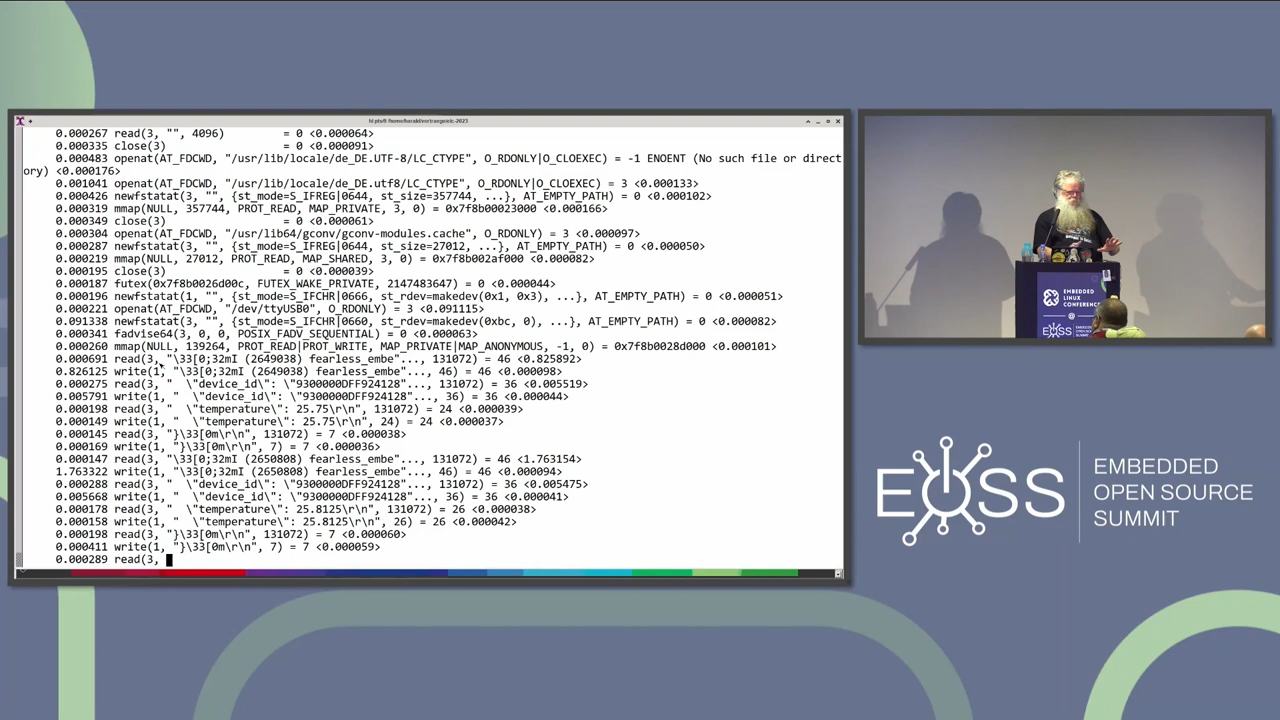 0.000267 read(3, "", 4096)          = 0 <0.000064>
0.000335 close(3)                   = 0 <0.000091>
0.000483 openat(AT_FDCWD, "/usr/lib/locale/de_DE.UTF-8/LC_CTYPE", O_RDONLY|O_CLOEXEC) = -1 ENOENT (No such file or direct
ory) <0.000176>
0.001041 openat(AT_FDCWD, "/usr/lib/locale/de_DE.utf8/LC_CTYPE", O_RDONLY|O_CLOEXEC) = 3 <0.000133>
0.000426 newfstatat(3, "", {st_mode=S_IFREG|0644, st_size=357744, ...}, AT_EMPTY_PATH) = 0 <0.000102>
0.000319 mmap(NULL, 357744, PROT_READ, MAP_PRIVATE, 3, 0) = 0x7f8b00023000 <0.000166>
0.000349 close(3)                   = 0 <0.000061>
0.000304 openat(AT_FDCWD, "/usr/lib64/gconv/gconv-modules.cache", O_RDONLY) = 3 <0.000097>
0.000287 newfstatat(3, "", {st_mode=S_IFREG|0644, st_size=27012, ...}, AT_EMPTY_PATH) = 0 <0.000050>
0.000219 mmap(NULL, 27012, PROT_READ, MAP_SHARED, 3, 0) = 0x7f8b002af000 <0.000082>
0.000195 close(3)                   = 0 <0.000039>
0.000187 futex(0x7f8b0026d00c, FUTEX_WAKE_PRIVATE, 2147483647) = 0 <0.000044>
0.000196 newfstatat(1, "", {st_mode=S_IFCHR|0666, st_rdev=makedev(0x1, 0x3), ...}, AT_EMPTY_PATH) = 0 <0.000051>
0.000221 openat(AT_FDCWD, "/dev/ttyUSB0", O_RDONLY) = 3 <0.091115>
0.091338 newfstatat(3, "", {st_mode=S_IFCHR|0660, st_rdev=makedev(0xbc, 0), ...}, AT_EMPTY_PATH) = 0 <0.000082>
0.000341 fadvise64(3, 0, 0, POSIX_FADV_SEQUENTIAL) = 0 <0.000063>
0.000260 mmap(NULL, 139264, PROT_READ|PROT_WRITE, MAP_PRIVATE|MAP_ANONYMOUS, -1, 0) = 0x7f8b0028d000 <0.000101>
0.000691 read(3, "\33[0;32mI (2649038) fearless_embe"..., 131072) = 46 <0.825892>
0.826125 write(1, "\33[0;32mI (2649038) fearless_embe"..., 46) = 46 <0.000098>
0.000275 read(3, "  \"device_id\": \"9300000DFF924128"..., 131072) = 36 <0.005519>
0.005791 write(1, "  \"device_id\": \"9300000DFF924128"..., 36) = 36 <0.000044>
0.000198 read(3, "  \"temperature\": 25.75\r\n", 131072) = 24 <0.000039>
0.000149 write(1, "  \"temperature\": 25.75\r\n", 24) = 24 <0.000037>
0.000145 read(3, "}\33[0m\r\n", 131072) = 7 <0.000038>
0.000169 write(1, "}\33[0m\r\n", 7) = 7 <0.000036>
0.000147 read(3, "\33[0;32mI (2650808) fearless_embe"..., 131072) = 46 <1.763154>
1.763322 write(1, "\33[0;32mI (2650808) fearless_embe"..., 46) = 46 <0.000094>
0.000288 read(3, "  \"device_id\": \"9300000DFF924128"..., 131072) = 36 <0.005475>
0.005668 write(1, "  \"device_id\": \"9300000DFF924128"..., 36) = 36 <0.000041>
0.000178 read(3, "  \"temperature\": 25.8125\r\n", 131072) = 26 <0.000038>
0.000158 write(1, "  \"temperature\": 25.8125\r\n", 26) = 26 <0.000042>
0.000198 read(3, "}\33[0m\r\n", 131072) = 7 <0.000060>
0.000411 write(1, "}\33[0m\r\n", 7) = 7 <0.000059>
0.000289 read(3,
EMBEDDED
LINUX
CONFERENCE
EOSS
EOSS
EMBEDDED
OPEN SOURCE
SUMMIT